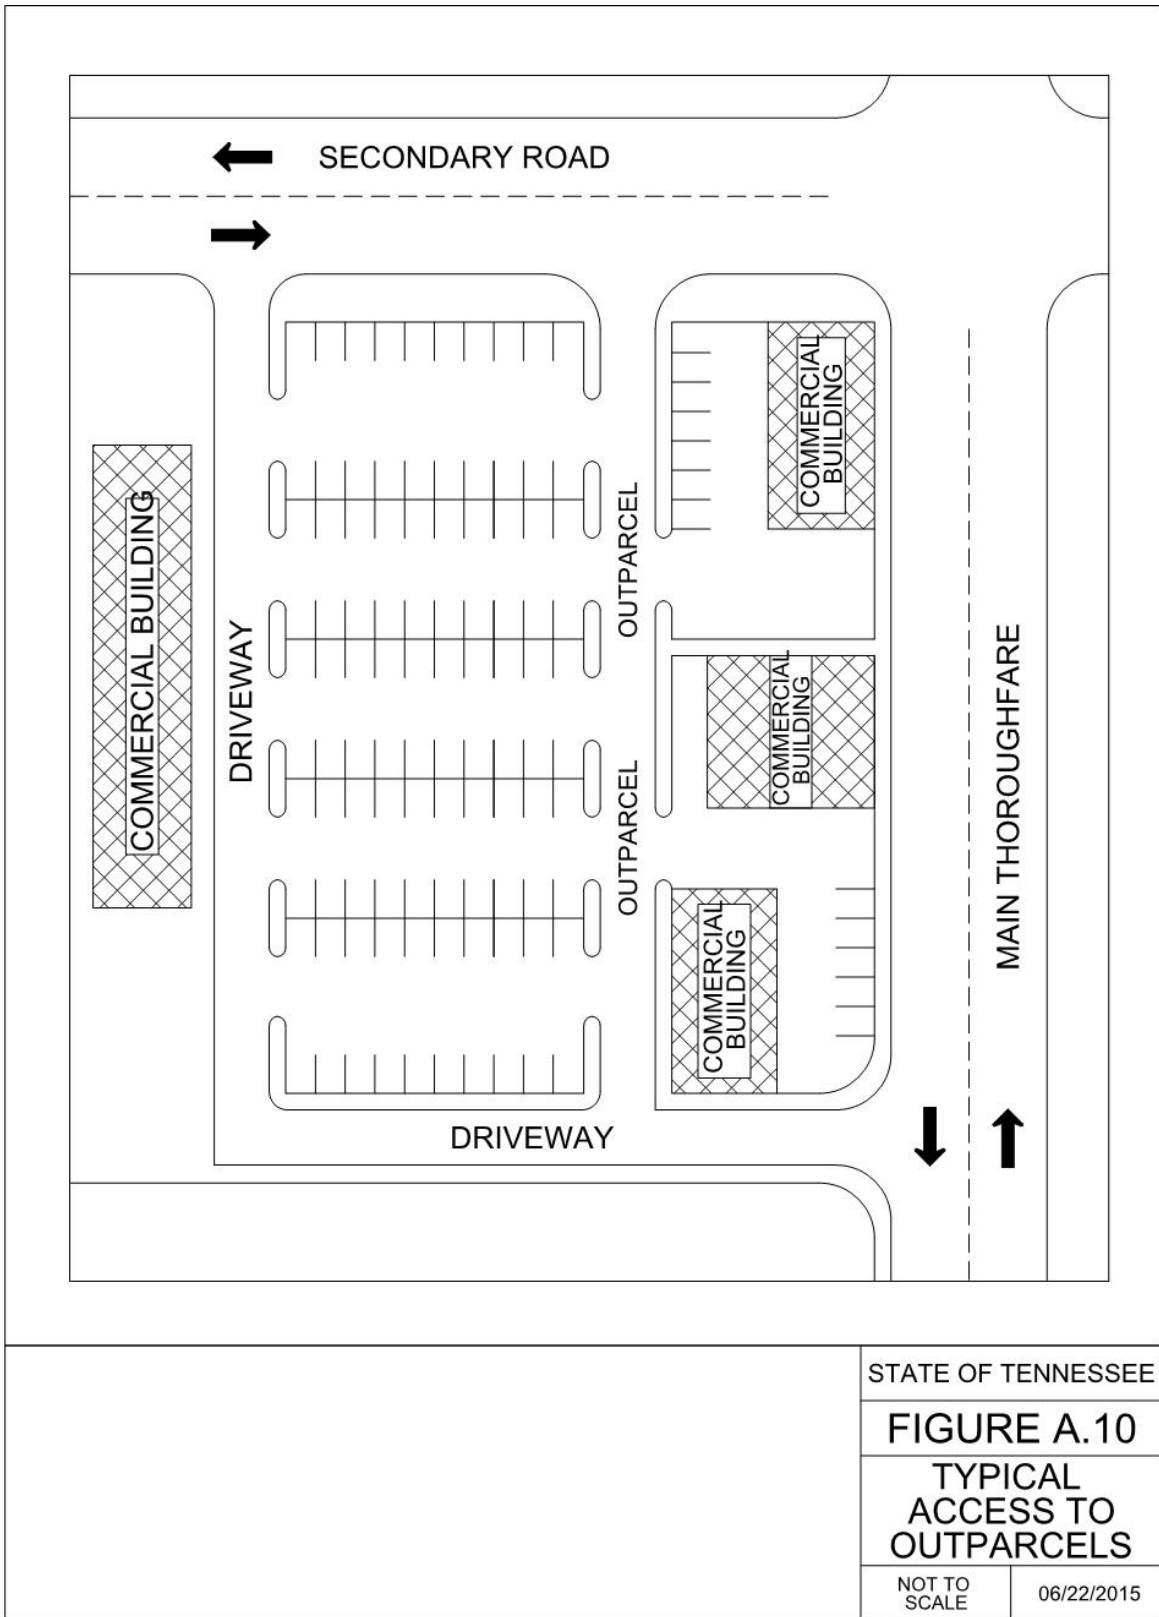 SECONDARY ROAD
COMMERCIAL
BUILDING
COMMERCIAL BUILDING
OUTPARCEL
DRIVEWAY
COMMERCIAL
BUILDING
MAIN THOROUGHFARE
OUTPARCEL
COMMERCIAL
BUILDING
DRIVEWAY
STATE OF TENNESSEE
FIGURE A.10
TYPICAL
ACCESS TO
OUTPARCELS
NOT TO
SCALE
06/22/2015